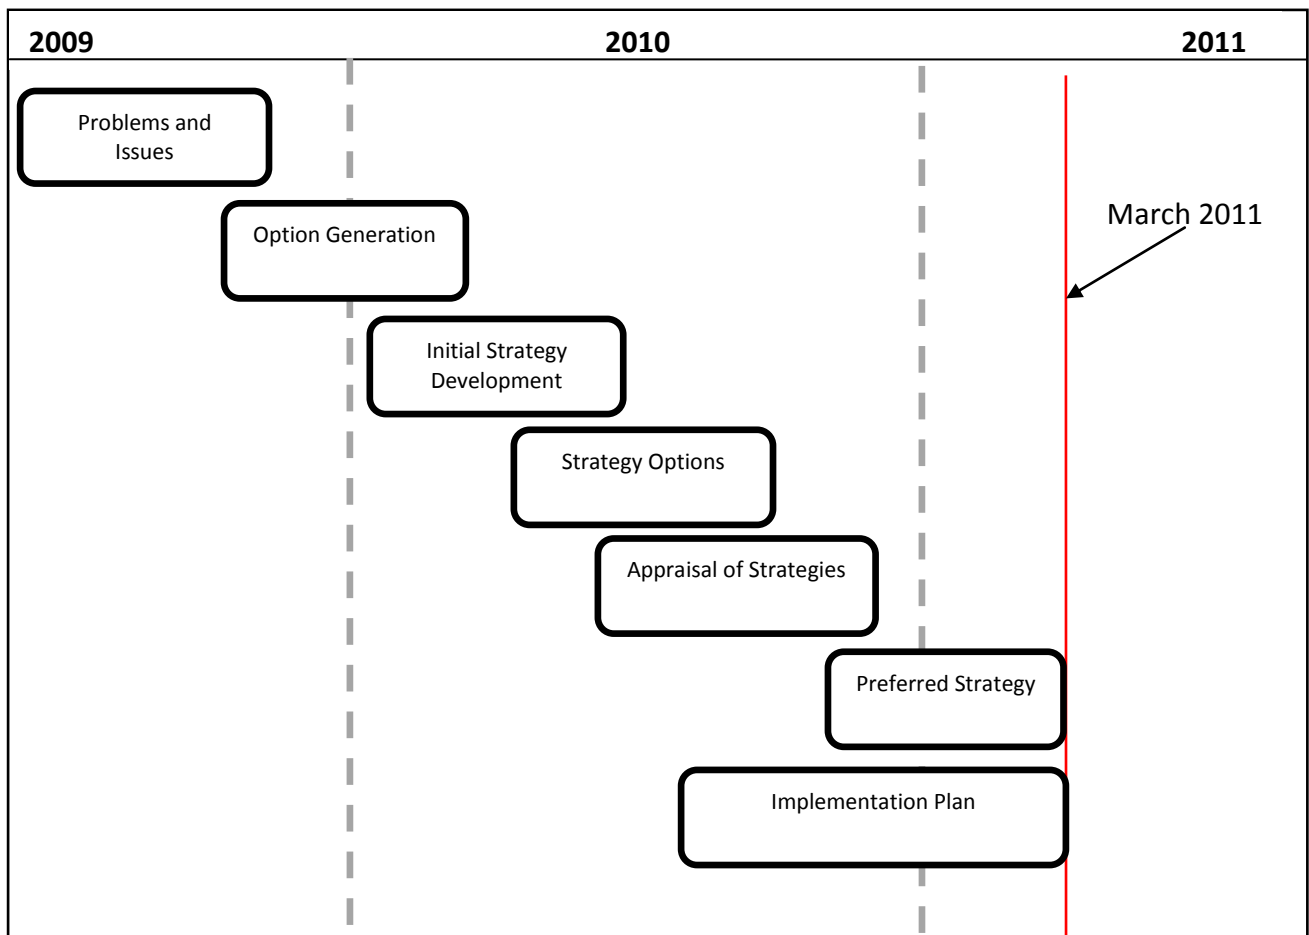 2009 2010 2011
Problems and
Issues
Option Generation
March 2011
Initial Strategy
Development
Strategy Options
Appraisal of Strategies
Preferred Strategy
Implementation Plan